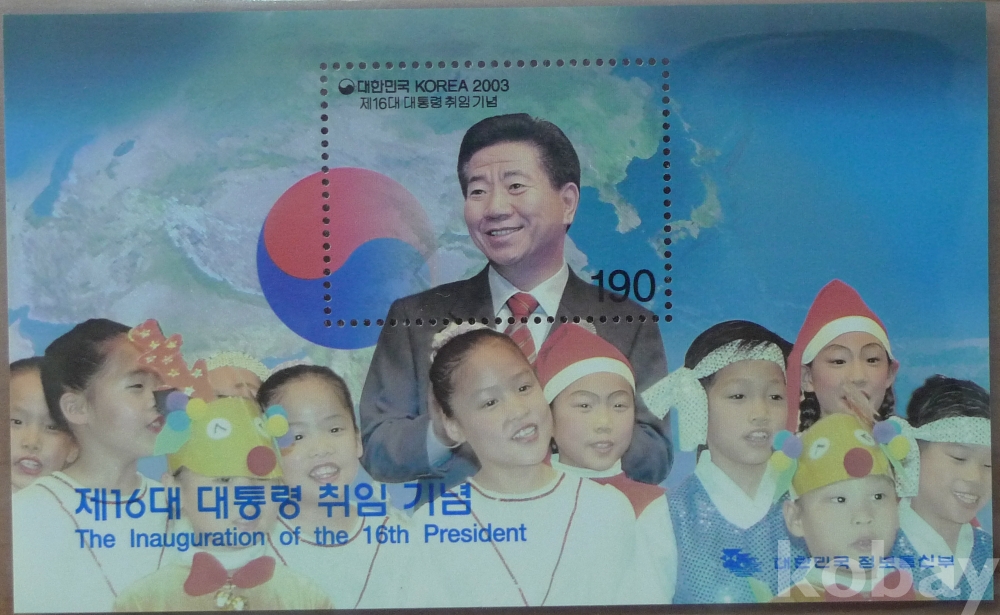 대한민국 KOREA 2003
제16대 대통령 취임 기념
190
제16대 대통령 취임 기념
The Inauguration of the 16th President
대한민국 정보통신부
kobay